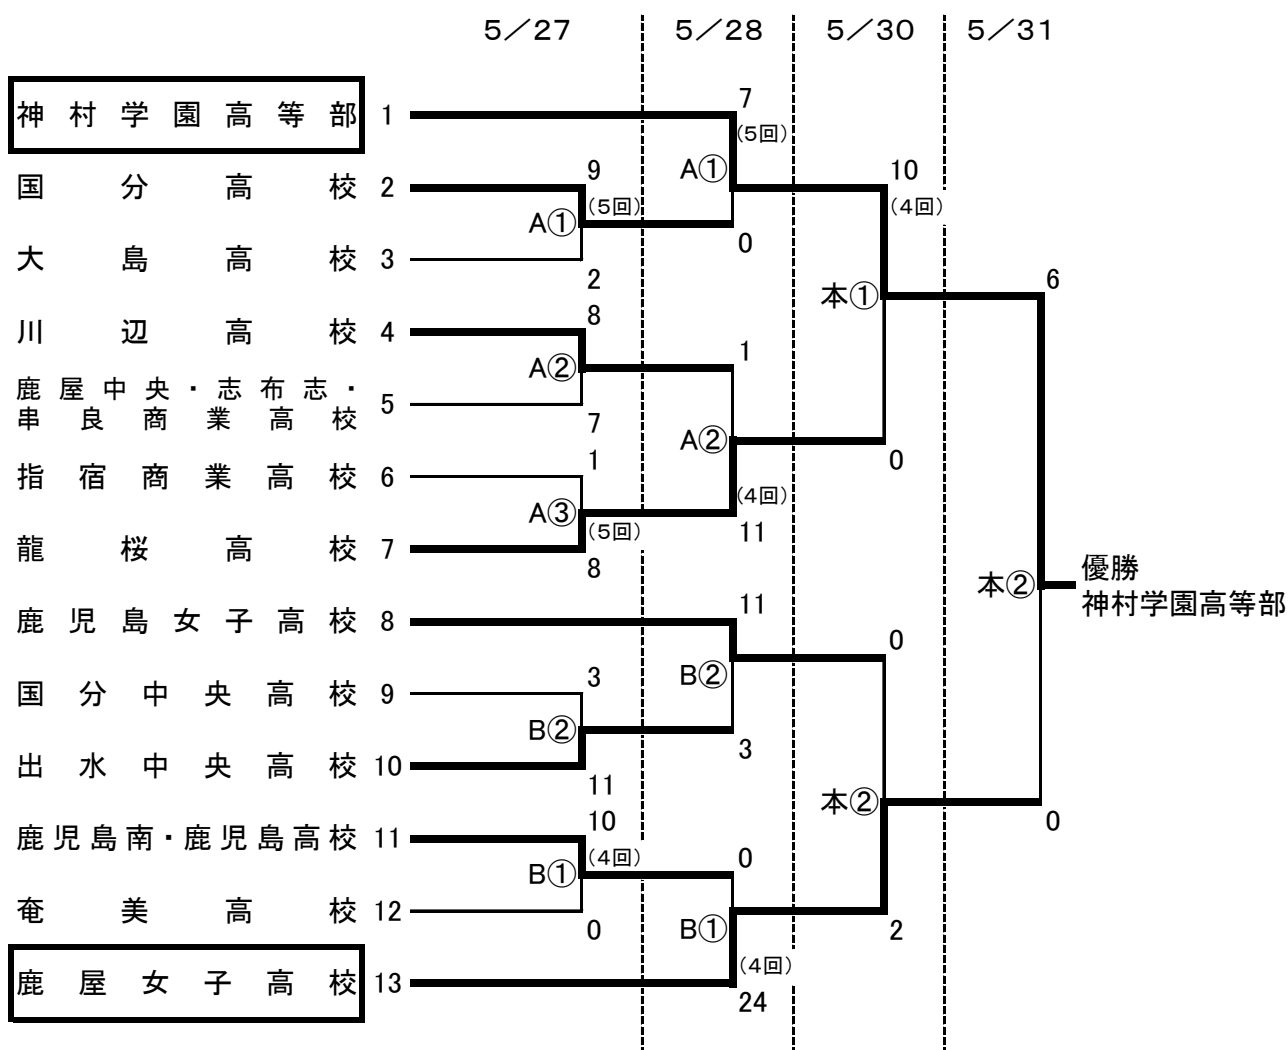 5／27 5／28 5／30 5／31
7
神村学園高等部 1
(5回)
9 A① 10
国分高校 2
(5回) (4回)
A①
0
大島高校 3
2 6
本①
8
川辺高校 4
1
A②
鹿屋中央・志布志・
串良商業高校 5
7
A②
1 0
指宿商業高校 6
(4回)
A③
(5回) 11
龍桜高校 7
8
優勝
本②
神村学園高等部
11
鹿児島女子高校 8
0
3 B②
国分中央高校 9
B②
3
出水中央高校 10
11
本②
10 0
鹿児島南・鹿児島高校 11
(4回) 0
B①
奄美高校 12
0 B① 2
(4回)
鹿屋女子高校 13
24